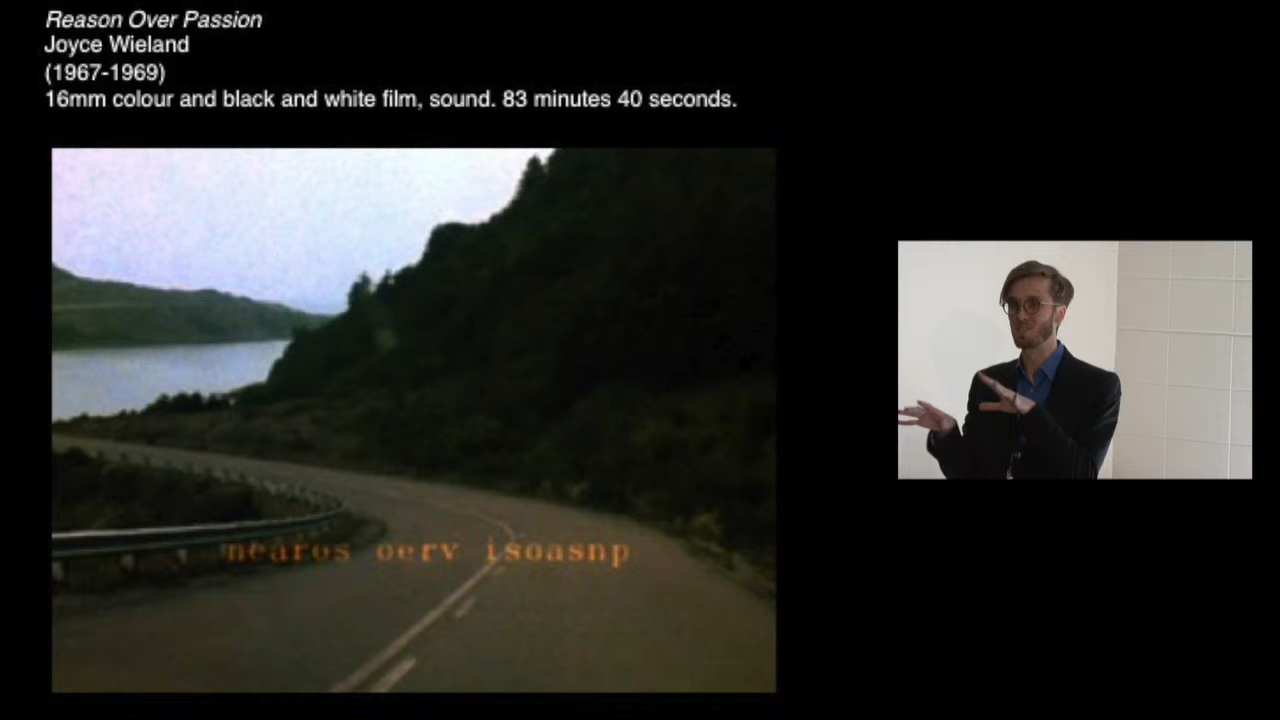 Reason Over Passion
Joyce Wieland
(1967-1969)
16mm colour and black and white film, sound. 83 minutes 40 seconds.
nearos oerv isoasnp